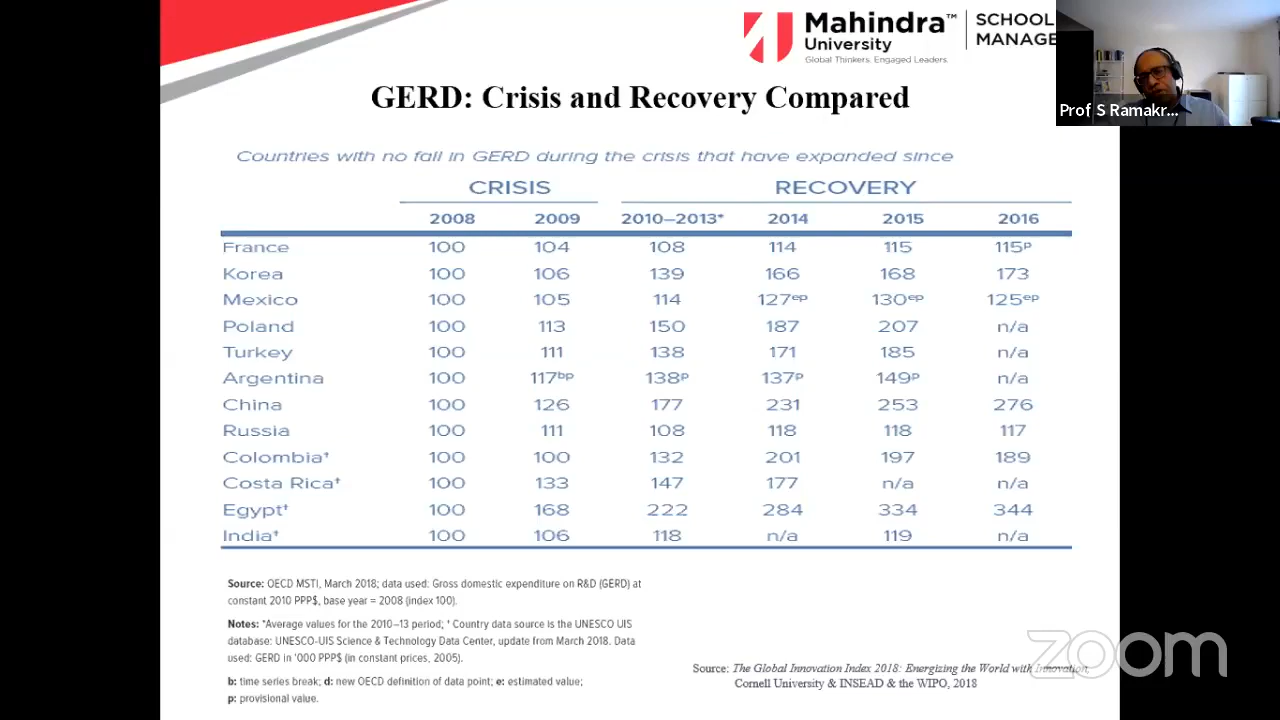 Mahindra™
University
Global Thinkers. Engaged Leaders.
SCHOOL
MANAGE
Prof S Ramakr...
GERD: Crisis and Recovery Compared
Countries with no fall in GERD during the crisis that have expanded since
CRISIS RECOVERY
2008 2009 2010–2013* 2014 2015 2016
France 100 104 108 114 115 115ᵖ
Korea 100 106 139 166 168 173
Mexico 100 105 114 127ᵉᵖ 130ᵉᵖ 125ᵉᵖ
Poland 100 113 150 187 207 n/a
Turkey 100 111 138 171 185 n/a
Argentina 100 117ᵇᵖ 138ᵖ 137ᵖ 149ᵖ n/a
China 100 126 177 231 253 276
Russia 100 111 108 118 118 117
Colombia† 100 100 132 201 197 189
Costa Rica† 100 133 147 177 n/a n/a
Egypt† 100 168 222 284 334 344
India† 100 106 118 n/a 119 n/a
Source: OECD MSTI, March 2018; data used: Gross domestic expenditure on R&D (GERD) at
constant 2010 PPP$, base year = 2008 (index 100).
Notes: *Average values for the 2010–13 period; † Country data source is the UNESCO UIS
database: UNESCO-UIS Science & Technology Data Center, update from March 2018. Data
used: GERD in '000 PPP$ (in constant prices, 2005).
b: time series break; d: new OECD definition of data point; e: estimated value;
p: provisional value.
Source: The Global Innovation Index 2018: Energizing the World with Innovation,
Cornell University & INSEAD & the WIPO, 2018
zoom